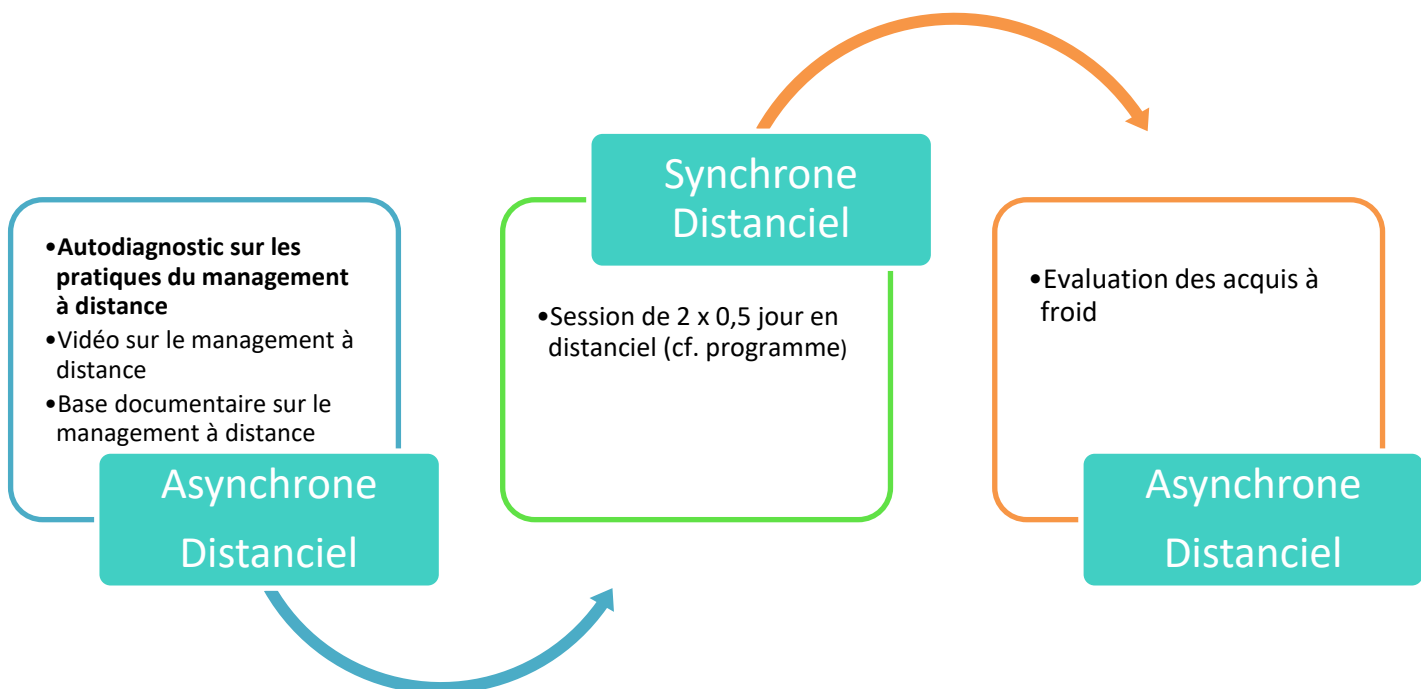 •Autodiagnostic sur les
pratiques du management
à distance
•Vidéo sur le management à
distance
•Base documentaire sur le
management à distance
Asynchrone
Distanciel
Synchrone
Distanciel
•Session de 2 x 0,5 jour en
distanciel (cf. programme)
•Evaluation des acquis à
froid
Asynchrone
Distanciel